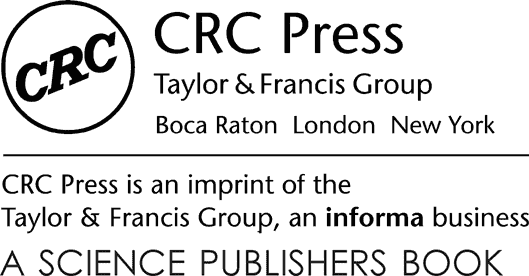 CRC
CRC Press
Taylor & Francis Group
Boca Raton London New York
CRC Press is an imprint of the
Taylor & Francis Group, an informa business
A SCIENCE PUBLISHERS BOOK